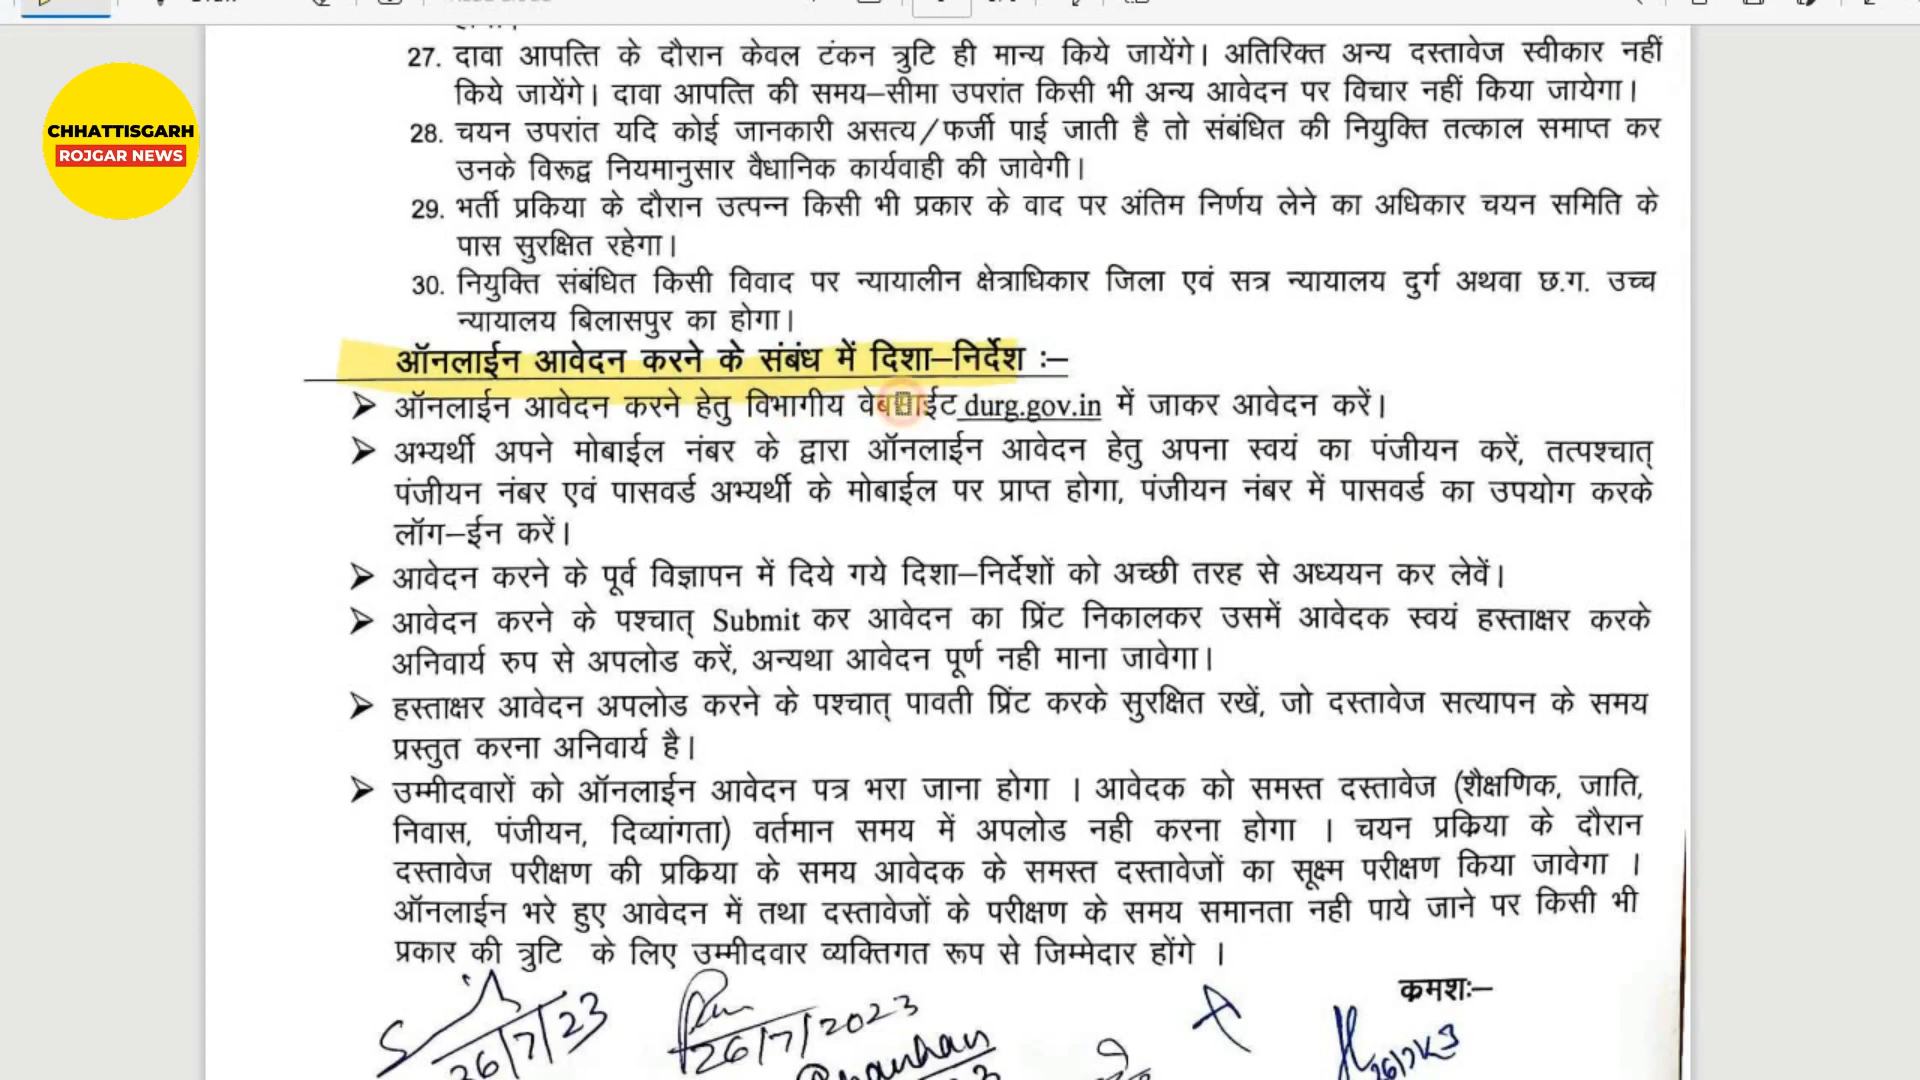 CHHATTISGARH
ROJGAR NEWS
27. दावा आपत्ति के दौरान केवल टंकन त्रुटि ही मान्य किये जायेंगे। अतिरिक्त अन्य दस्तावेज स्वीकार नहीं
किये जायेंगे। दावा आपत्ति की समय–सीमा उपरांत किसी भी अन्य आवेदन पर विचार नहीं किया जायेगा।
28. चयन उपरांत यदि कोई जानकारी असत्य/फर्जी पाई जाती है तो संबंधित की नियुक्ति तत्काल समाप्त कर
उनके विरूद्व नियमानुसार वैधानिक कार्यवाही की जावेगी।
29. भर्ती प्रकिया के दौरान उत्पन्न किसी भी प्रकार के वाद पर अंतिम निर्णय लेने का अधिकार चयन समिति के
पास सुरक्षित रहेगा।
30. नियुक्ति संबंधित किसी विवाद पर न्यायालीन क्षेत्राधिकार जिला एवं सत्र न्यायालय दुर्ग अथवा छ.ग. उच्च
न्यायालय बिलासपुर का होगा।
ऑनलाईन आवेदन करने के संबंध में दिशा–निर्देश :–
➢ ऑनलाईन आवेदन करने हेतु विभागीय वेबसाईट durg.gov.in में जाकर आवेदन करें।
➢ अभ्यर्थी अपने मोबाईल नंबर के द्वारा ऑनलाईन आवेदन हेतु अपना स्वयं का पंजीयन करें, तत्पश्चात्
पंजीयन नंबर एवं पासवर्ड अभ्यर्थी के मोबाईल पर प्राप्त होगा, पंजीयन नंबर में पासवर्ड का उपयोग करके
लॉग–ईन करें।
➢ आवेदन करने के पूर्व विज्ञापन में दिये गये दिशा–निर्देशों को अच्छी तरह से अध्ययन कर लेवें।
➢ आवेदन करने के पश्चात् Submit कर आवेदन का प्रिंट निकालकर उसमें आवेदक स्वयं हस्ताक्षर करके
अनिवार्य रुप से अपलोड करें, अन्यथा आवेदन पूर्ण नही माना जावेगा।
➢ हस्ताक्षर आवेदन अपलोड करने के पश्चात् पावती प्रिंट करके सुरक्षित रखें, जो दस्तावेज सत्यापन के समय
प्रस्तुत करना अनिवार्य है।
➢ उम्मीदवारों को ऑनलाईन आवेदन पत्र भरा जाना होगा । आवेदक को समस्त दस्तावेज (शैक्षणिक, जाति,
निवास, पंजीयन, दिव्यांगता) वर्तमान समय में अपलोड नही करना होगा । चयन प्रकिया के दौरान
दस्तावेज परीक्षण की प्रकिया के समय आवेदक के समस्त दस्तावेजों का सूक्ष्म परीक्षण किया जावेगा ।
ऑनलाईन भरे हुए आवेदन में तथा दस्तावेजों के परीक्षण के समय समानता नही पाये जाने पर किसी भी
प्रकार की त्रुटि के लिए उम्मीदवार व्यक्तिगत रूप से जिम्मेदार होंगे ।
कमशः–
26/7/23
26/7/2023